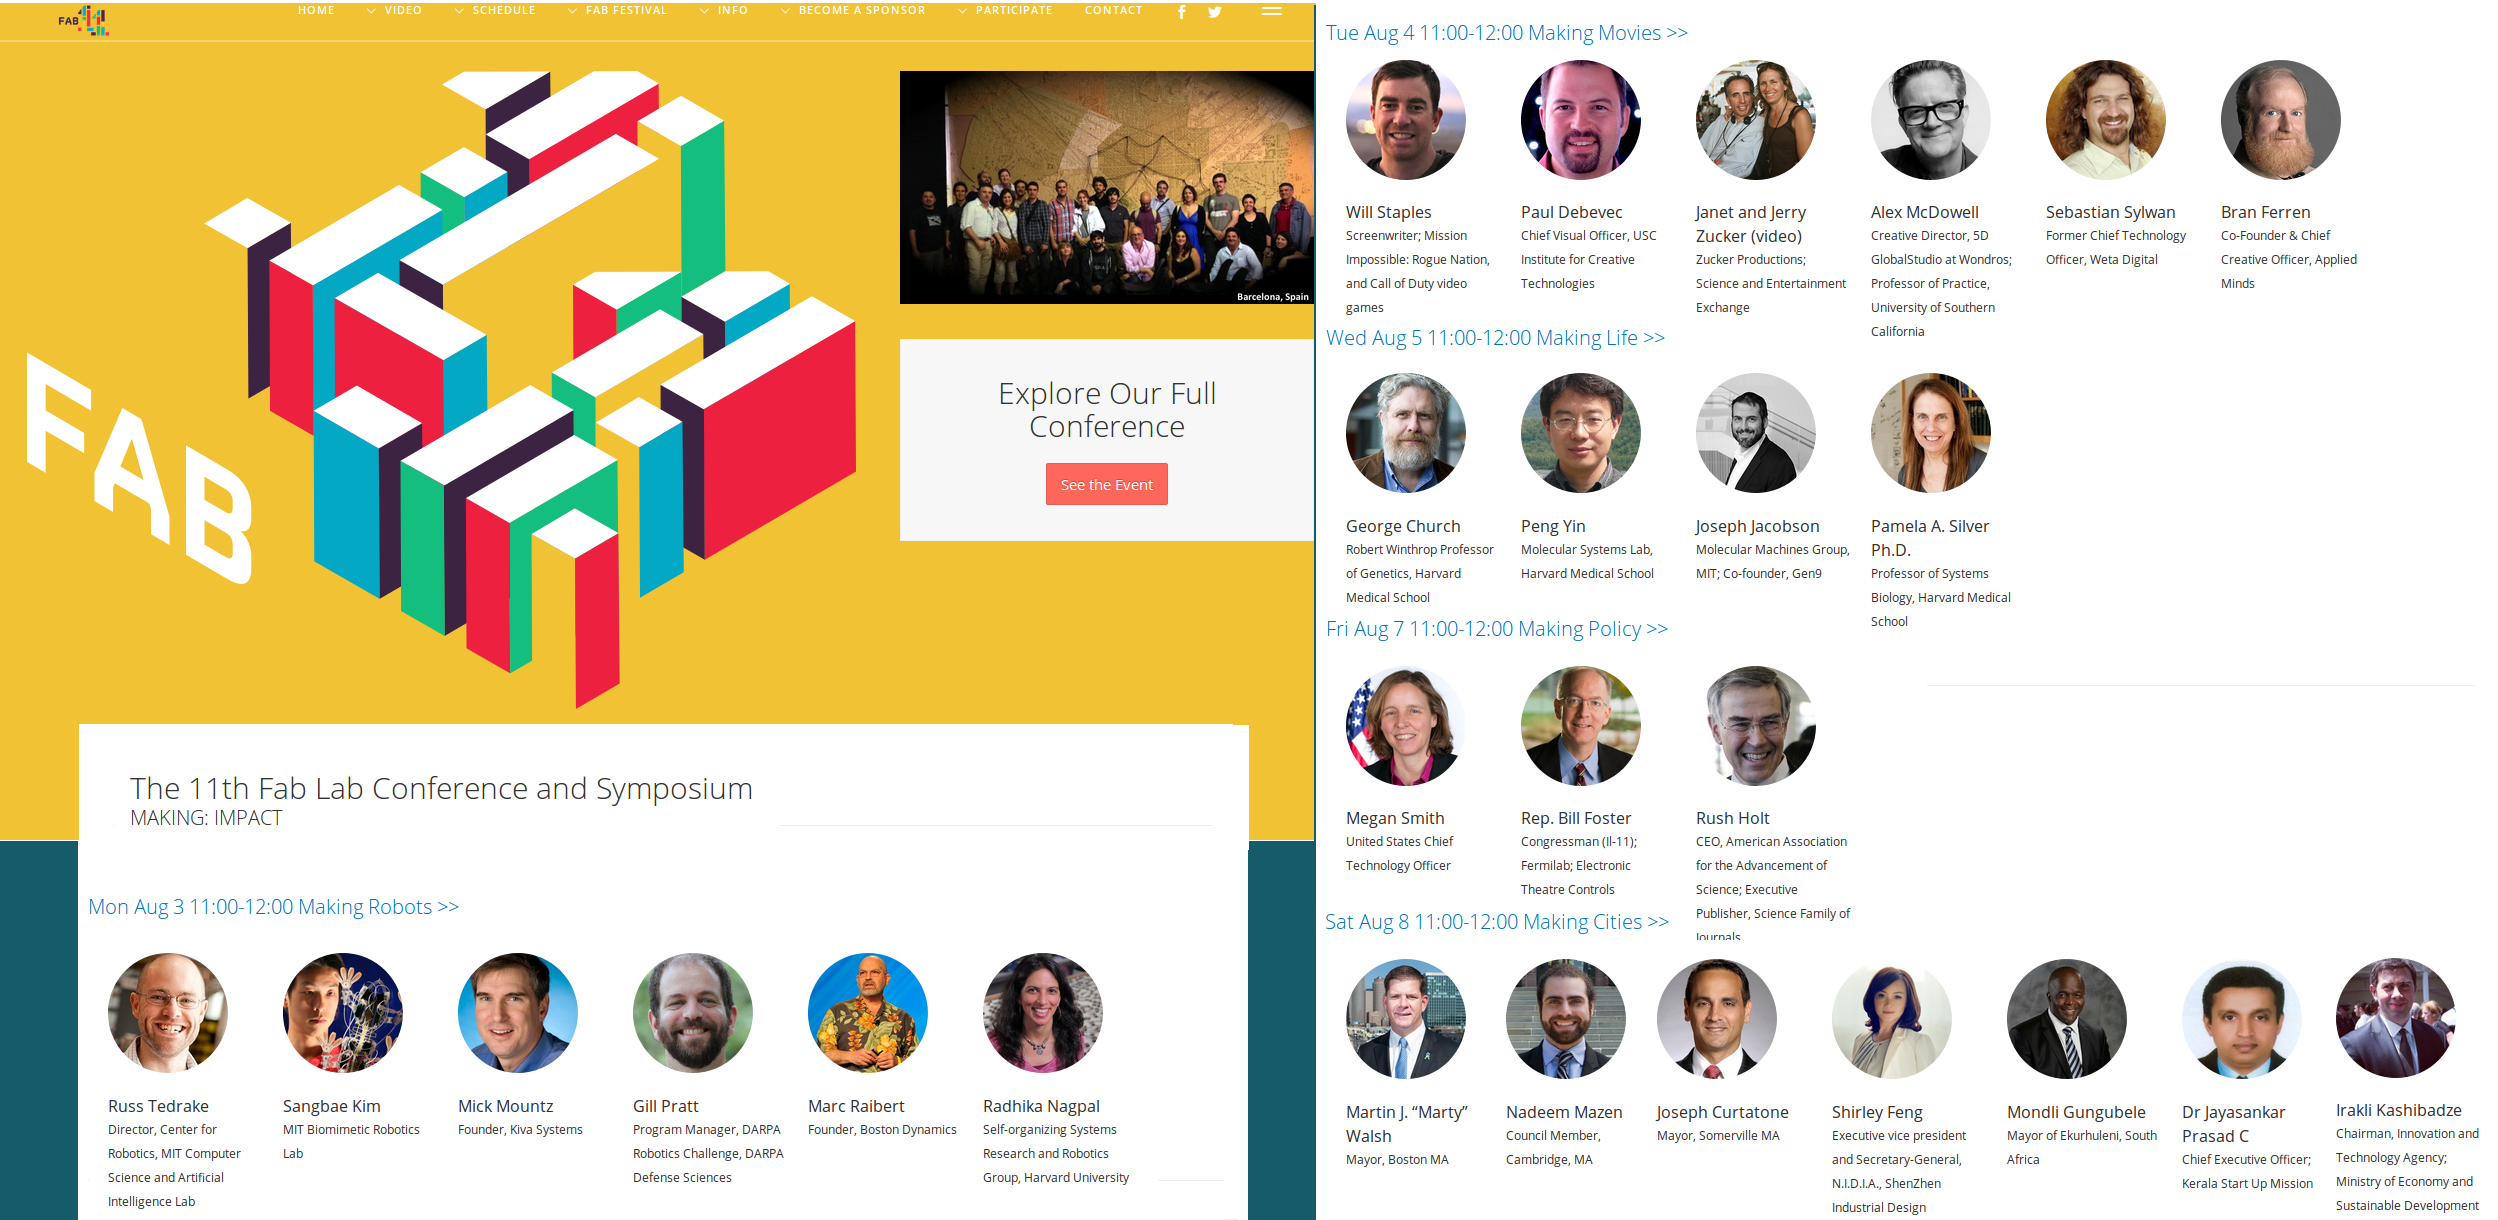 FAB
HOME
VIDEO
SCHEDULE
FAB FESTIVAL
INFO
BECOME A SPONSOR
PARTICIPATE
CONTACT
Barcelona, Spain
FAB
Explore Our Full
Conference
See the Event
The 11th Fab Lab Conference and Symposium
MAKING: IMPACT
Mon Aug 3 11:00-12:00 Making Robots >>
Russ Tedrake
Director, Center for
Robotics, MIT Computer
Science and Artificial
Intelligence Lab
Sangbae Kim
MIT Biomimetic Robotics
Lab
Mick Mountz
Founder, Kiva Systems
Gill Pratt
Program Manager, DARPA
Robotics Challenge, DARPA
Defense Sciences
Marc Raibert
Founder, Boston Dynamics
Radhika Nagpal
Self-organizing Systems
Research and Robotics
Group, Harvard University
Tue Aug 4 11:00-12:00 Making Movies >>
Will Staples
Screenwriter; Mission
Impossible: Rogue Nation,
and Call of Duty video
games
Paul Debevec
Chief Visual Officer, USC
Institute for Creative
Technologies
Janet and Jerry
Zucker (video)
Zucker Productions;
Science and Entertainment
Exchange
Alex McDowell
Creative Director, 5D
GlobalStudio at Wondros;
Professor of Practice,
University of Southern
California
Sebastian Sylwan
Former Chief Technology
Officer, Weta Digital
Bran Ferren
Co-Founder & Chief
Creative Officer, Applied
Minds
Wed Aug 5 11:00-12:00 Making Life >>
George Church
Robert Winthrop Professor
of Genetics, Harvard
Medical School
Peng Yin
Molecular Systems Lab,
Harvard Medical School
Joseph Jacobson
Molecular Machines Group,
MIT; Co-founder, Gen9
Pamela A. Silver
Ph.D.
Professor of Systems
Biology, Harvard Medical
School
Fri Aug 7 11:00-12:00 Making Policy >>
Megan Smith
United States Chief
Technology Officer
Rep. Bill Foster
Congressman (Il-11);
Fermilab; Electronic
Theatre Controls
Rush Holt
CEO, American Association
for the Advancement of
Science; Executive
Publisher, Science Family of
Journals
Sat Aug 8 11:00-12:00 Making Cities >>
Martin J. “Marty”
Walsh
Mayor, Boston MA
Nadeem Mazen
Council Member,
Cambridge, MA
Joseph Curtatone
Mayor, Somerville MA
Shirley Feng
Executive vice president
and Secretary-General,
N.I.D.I.A., ShenZhen
Industrial Design
Mondli Gungubele
Mayor of Ekurhuleni, South
Africa
Dr Jayasankar
Prasad C
Chief Executive Officer;
Kerala Start Up Mission
Irakli Kashibadze
Chairman, Innovation and
Technology Agency;
Ministry of Economy and
Sustainable Development